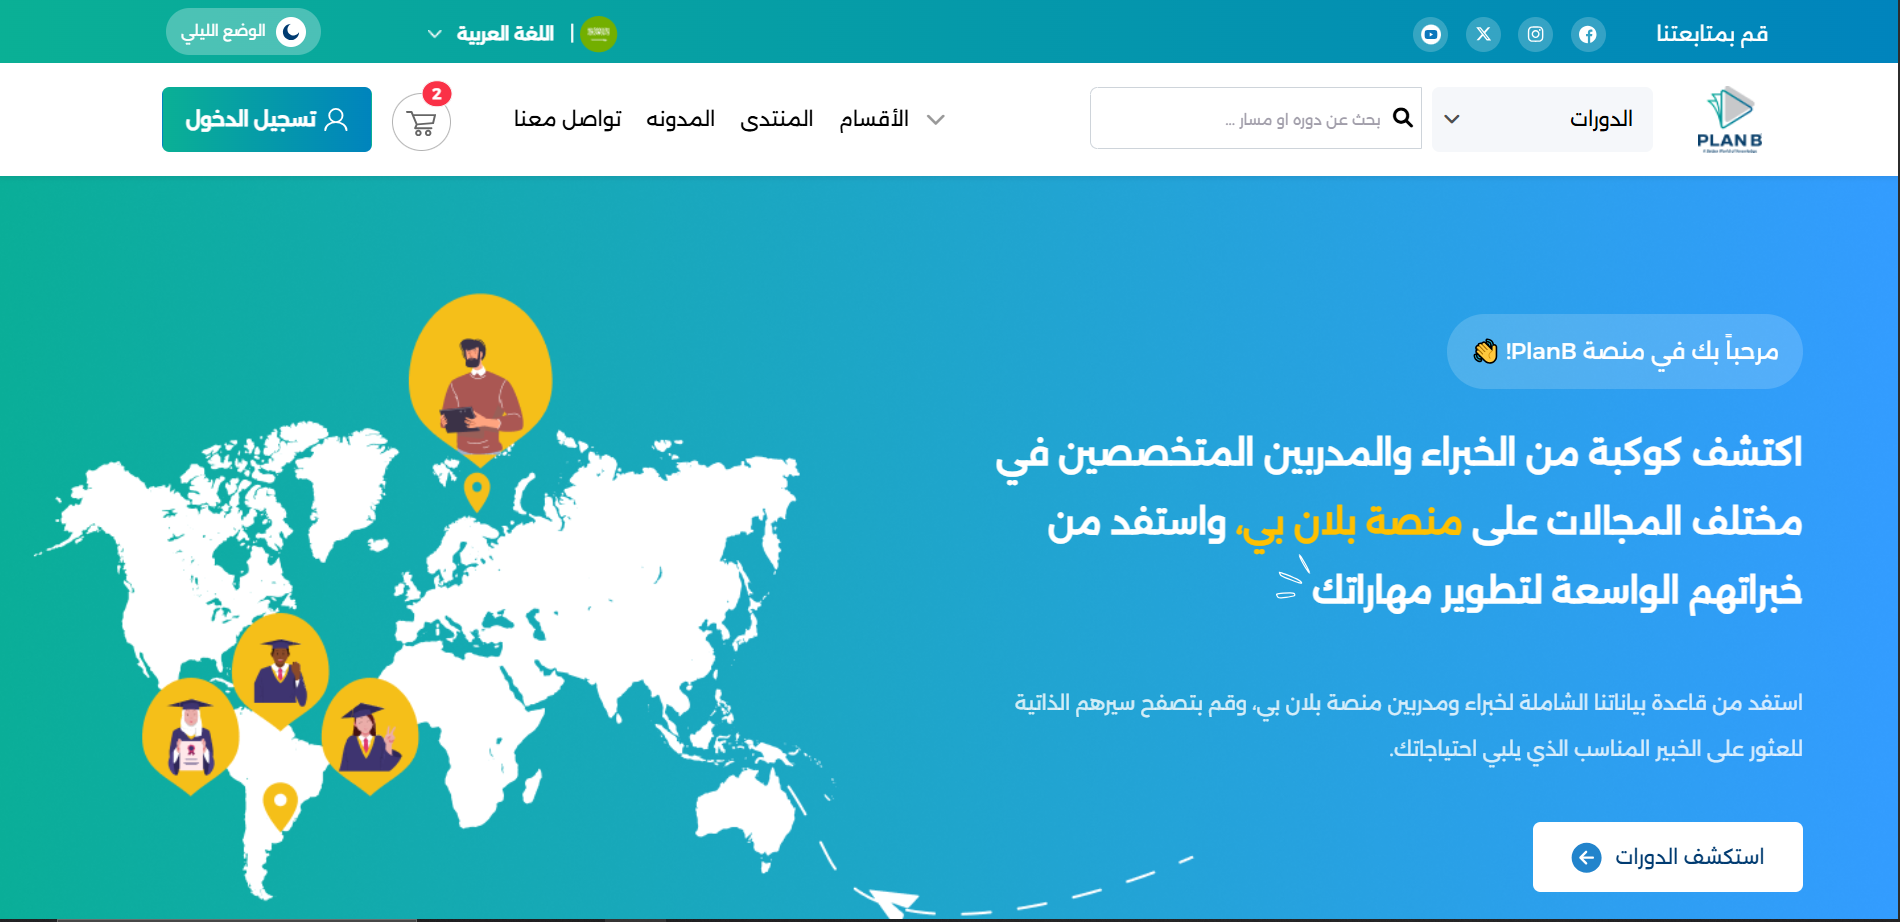 قم بمتابعتنا
| اللغة العربية
الوضع الليلي
PLAN B
الدورات
بحث عن دوره او مسار ...
الأقسام
المنتدى
المدونه
تواصل معنا
2
تسجيل الدخول
مرحباً بك في منصة PlanB! 👏
اكتشف كوكبة من الخبراء والمدربين المتخصصين في
مختلف المجالات على منصة بلان بي، واستفد من
خبراتهم الواسعة لتطوير مهاراتك
استفد من قاعدة بياناتنا الشاملة لخبراء ومدربين منصة بلان بي، وقم بتصفح سيرهم الذاتية
للعثور على الخبير المناسب الذي يلبي احتياجاتك.
استكشف الدورات